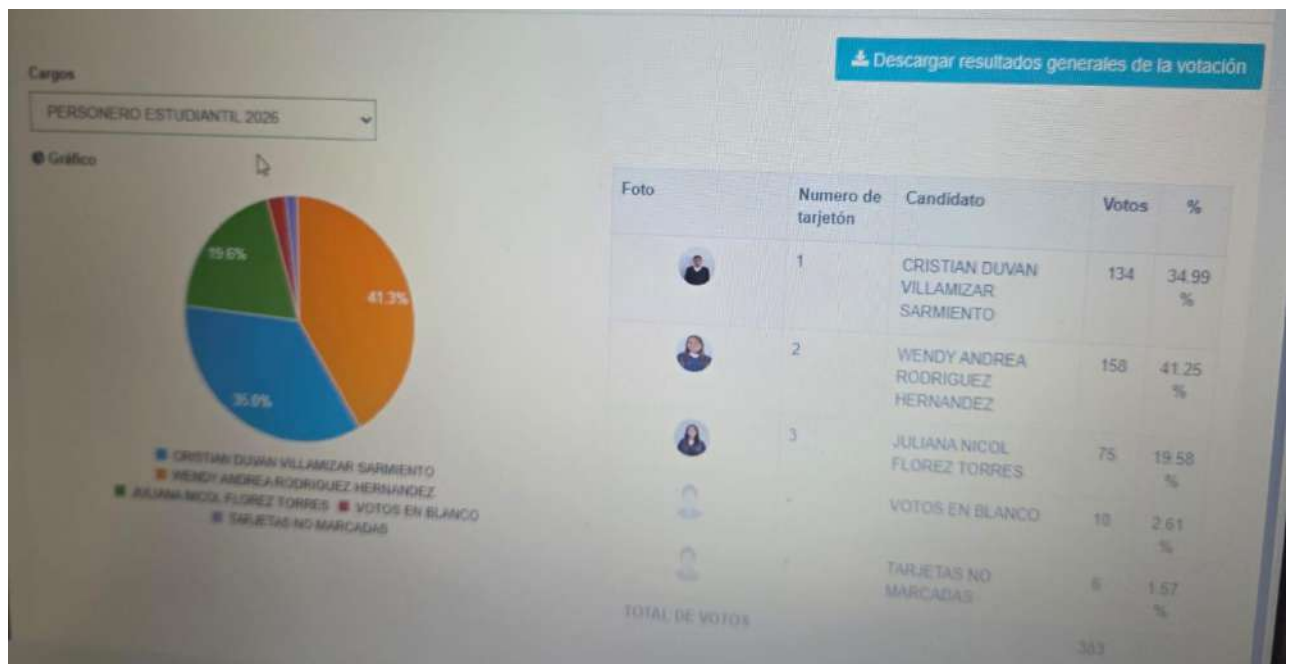 Descargar resultados generales de la votación
Cargos
PERSONERO ESTUDIANTIL 2026
Gráfico
19.6%
41.3%
35.0%
CRISTIAN DUVAN VILLAMIZAR SARMIENTO
WENDY ANDREA RODRIGUEZ HERNANDEZ
JULIANA NICOL FLOREZ TORRES VOTOS EN BLANCO
TARJETAS NO MARCADAS
Foto
Numero de
tarjetón
Candidato
Votos
%
1
CRISTIAN DUVAN
VILLAMIZAR
SARMIENTO
134
34.99
%
2
WENDY ANDREA
RODRIGUEZ
HERNANDEZ
158
41.25
%
3
JULIANA NICOL
FLOREZ TORRES
75
19.58
%
VOTOS EN BLANCO
10
2.61
%
TARJETAS NO
MARCADAS
6
1.57
%
TOTAL DE VOTOS
383